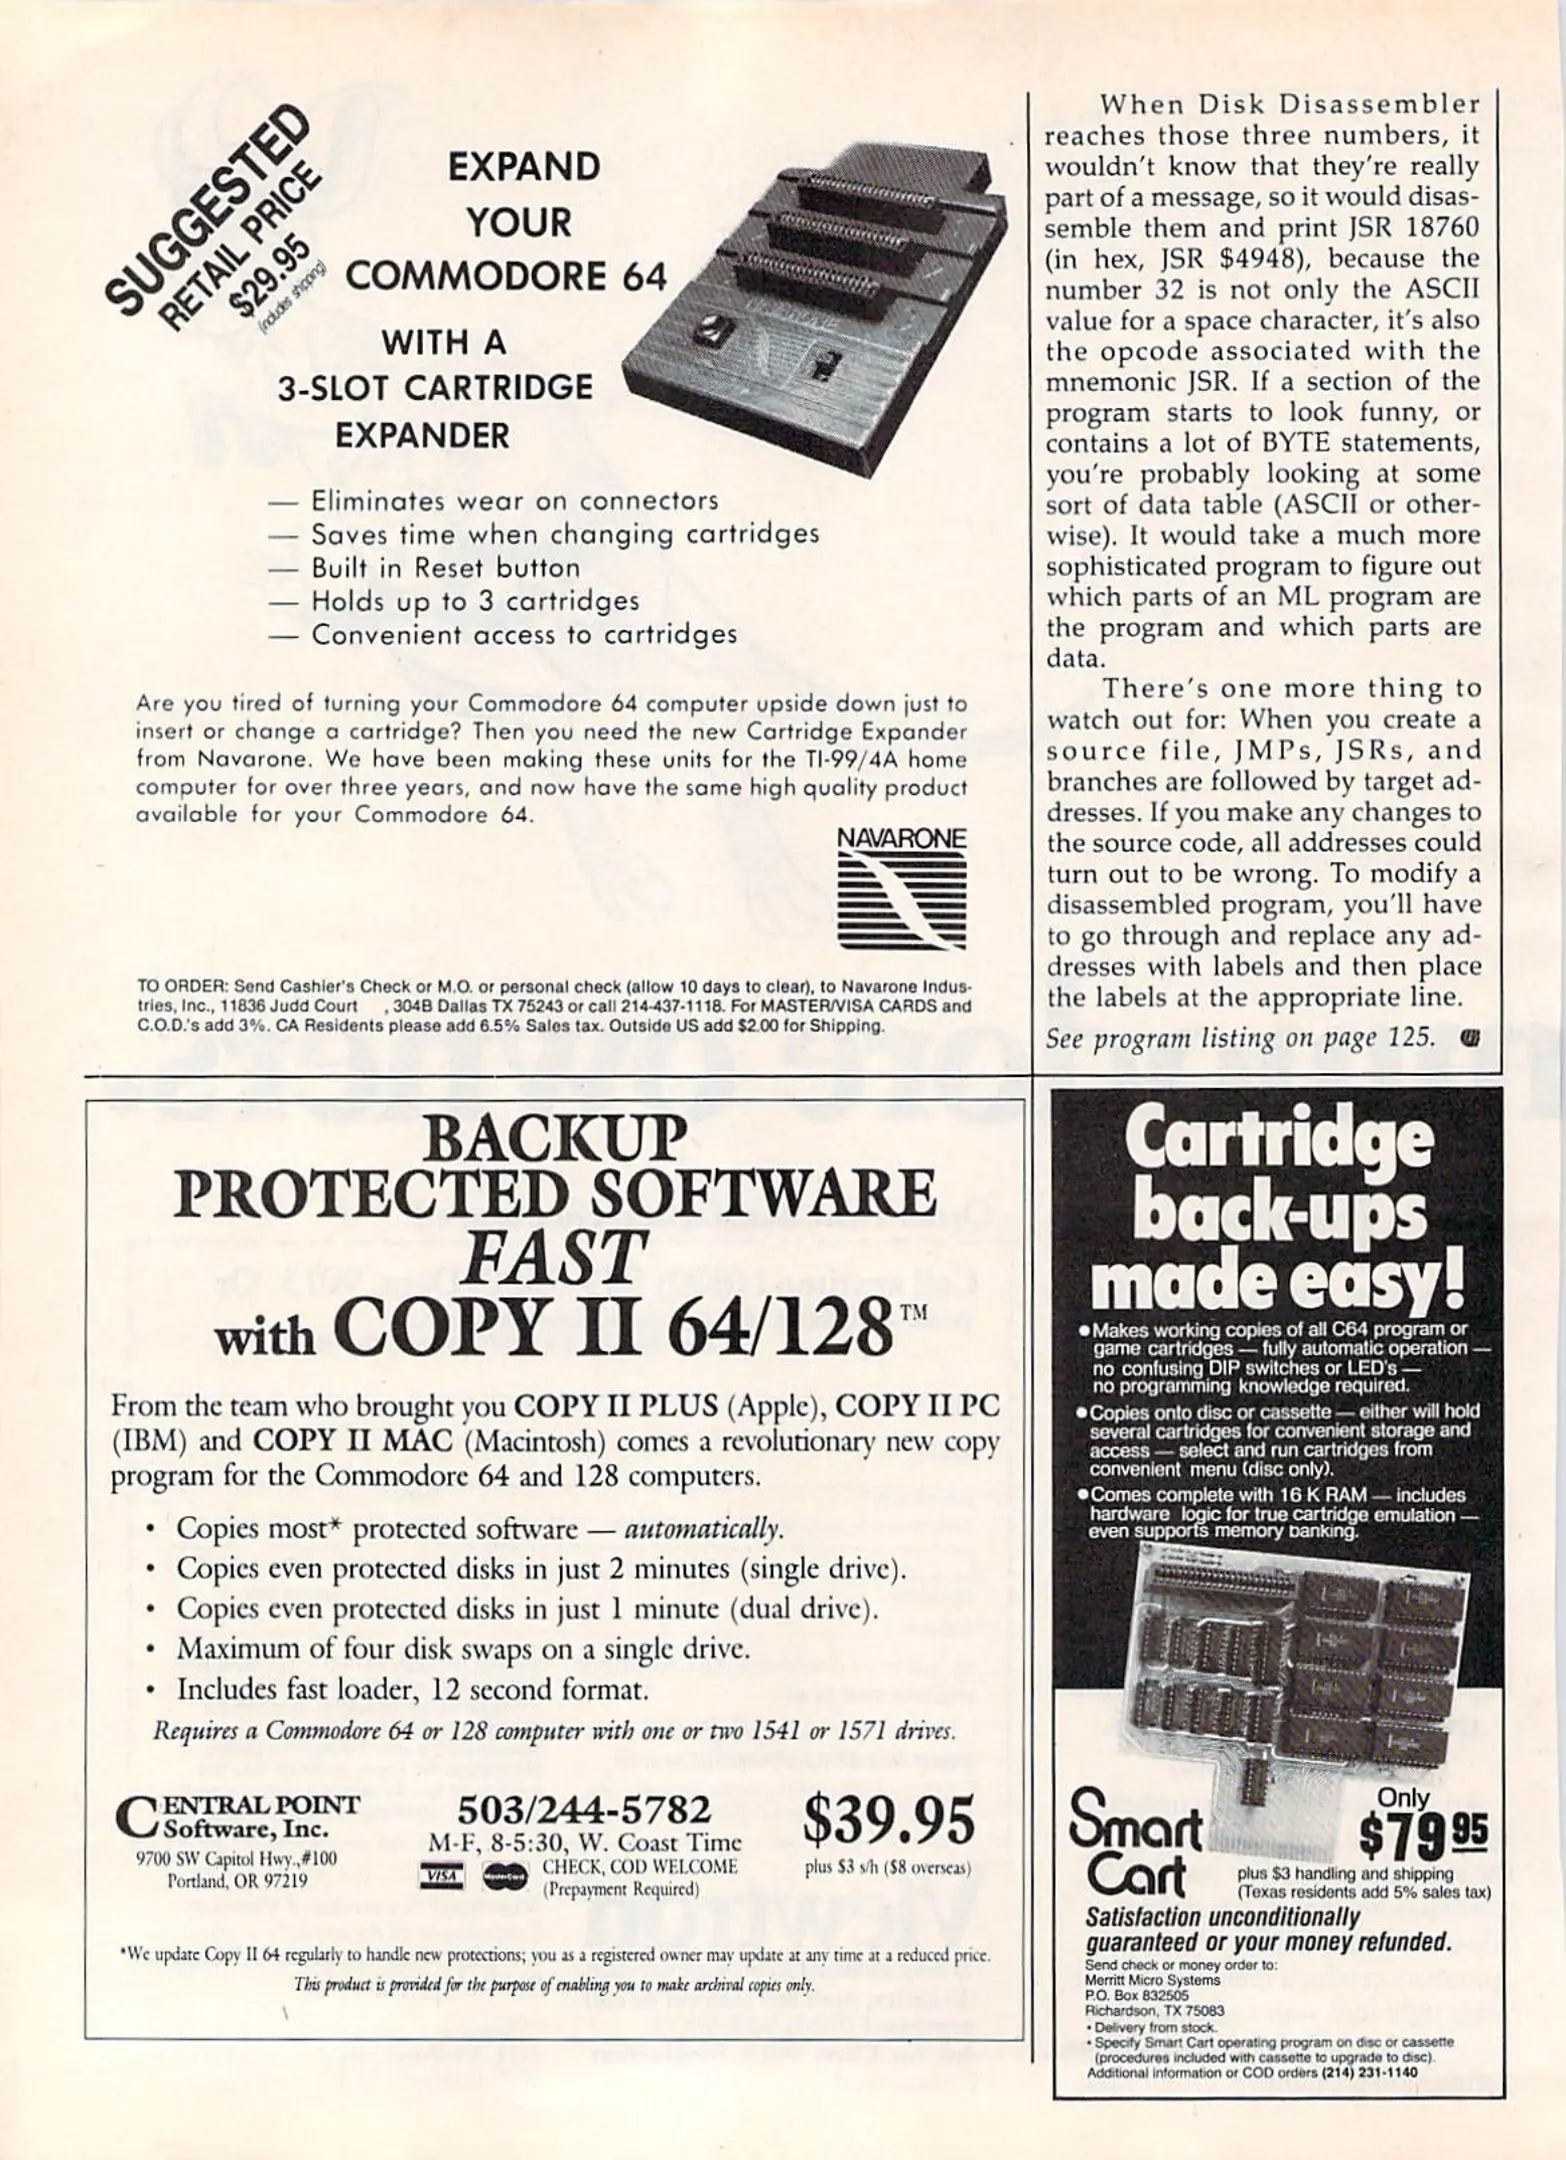 SUGGESTED
RETAIL PRICE
$29.95
(includes shipping)
EXPAND
YOUR
COMMODORE 64
WITH A
3-SLOT CARTRIDGE
EXPANDER
— Eliminates wear on connectors
— Saves time when changing cartridges
— Built in Reset button
— Holds up to 3 cartridges
— Convenient access to cartridges
Are you tired of turning your Commodore 64 computer upside down just to
insert or change a cartridge? Then you need the new Cartridge Expander
from Navarone. We have been making these units for the TI-99/4A home
computer for over three years, and now have the same high quality product
available for your Commodore 64.
NAVARONE
TO ORDER: Send Cashier's Check or M.O. or personal check (allow 10 days to clear), to Navarone Indus-
tries, Inc., 11836 Judd Court , 304B Dallas TX 75243 or call 214-437-1118. For MASTER/VISA CARDS and
C.O.D.'s add 3%. CA Residents please add 6.5% Sales tax. Outside US add $2.00 for Shipping.
When Disk Disassembler
reaches those three numbers, it
wouldn't know that they're really
part of a message, so it would disas-
semble them and print JSR 18760
(in hex, JSR $4948), because the
number 32 is not only the ASCII
value for a space character, it's also
the opcode associated with the
mnemonic JSR. If a section of the
program starts to look funny, or
contains a lot of BYTE statements,
you're probably looking at some
sort of data table (ASCII or other-
wise). It would take a much more
sophisticated program to figure out
which parts of an ML program are
the program and which parts are
data.
There's one more thing to
watch out for: When you create a
source file, JMPs, JSRs, and
branches are followed by target ad-
dresses. If you make any changes to
the source code, all addresses could
turn out to be wrong. To modify a
disassembled program, you'll have
to go through and replace any ad-
dresses with labels and then place
the labels at the appropriate line.
See program listing on page 125.
BACKUP
PROTECTED SOFTWARE
FAST
with COPY II 64/128™
From the team who brought you COPY II PLUS (Apple), COPY II PC
(IBM) and COPY II MAC (Macintosh) comes a revolutionary new copy
program for the Commodore 64 and 128 computers.
• Copies most* protected software — automatically.
• Copies even protected disks in just 2 minutes (single drive).
• Copies even protected disks in just 1 minute (dual drive).
• Maximum of four disk swaps on a single drive.
• Includes fast loader, 12 second format.
Requires a Commodore 64 or 128 computer with one or two 1541 or 1571 drives.
CENTRAL POINT
Software, Inc.
9700 SW Capitol Hwy.,#100
Portland, OR 97219
503/244-5782
M-F, 8-5:30, W. Coast Time
VISA MasterCard CHECK, COD WELCOME
(Prepayment Required)
$39.95
plus $3 s/h ($8 overseas)
*We update Copy II 64 regularly to handle new protections; you as a registered owner may update at any time at a reduced price.
This product is provided for the purpose of enabling you to make archival copies only.
Cartridge
back-ups
made easy!
●Makes working copies of all C64 program or
game cartridges — fully automatic operation —
no confusing DIP switches or LED's —
no programming knowledge required.
●Copies onto disc or cassette — either will hold
several cartridges for convenient storage and
access — select and run cartridges from
convenient menu (disc only).
●Comes complete with 16 K RAM — includes
hardware logic for true cartridge emulation —
even supports memory banking.
Smart
Cart
Only
$79 95
plus $3 handling and shipping
(Texas residents add 5% sales tax)
Satisfaction unconditionally
guaranteed or your money refunded.
Send check or money order to:
Merritt Micro Systems
P.O. Box 832505
Richardson, TX 75083
• Delivery from stock.
• Specify Smart Cart operating program on disc or cassette
(procedures included with cassette to upgrade to disc).
Additional information or COD orders (214) 231-1140